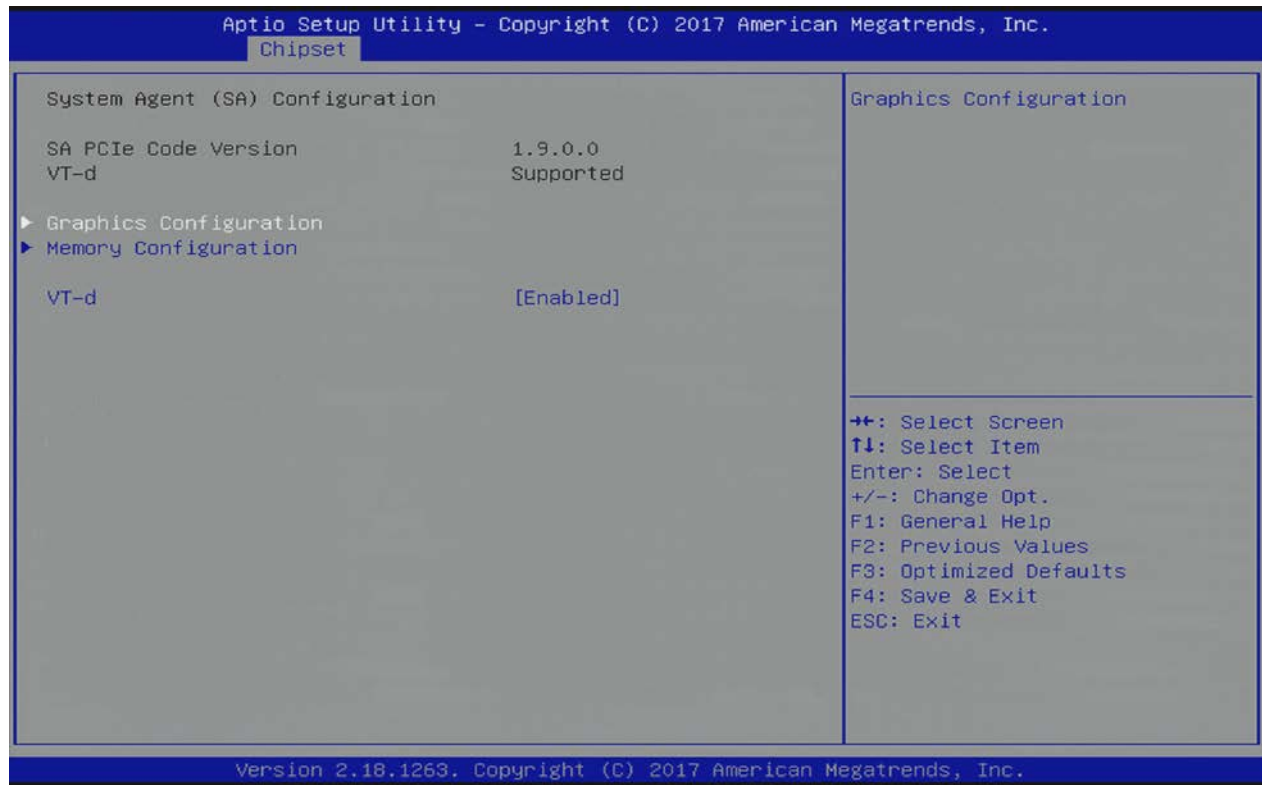 Aptio Setup Utility – Copyright (C) 2017 American Megatrends, Inc.
Chipset
System Agent (SA) Configuration
SA PCIe Code Version 1.9.0.0
VT-d Supported
► Graphics Configuration
► Memory Configuration
VT-d [Enabled]
Graphics Configuration
→←: Select Screen
↑↓: Select Item
Enter: Select
+/-: Change Opt.
F1: General Help
F2: Previous Values
F3: Optimized Defaults
F4: Save & Exit
ESC: Exit
Version 2.18.1263. Copyright (C) 2017 American Megatrends, Inc.